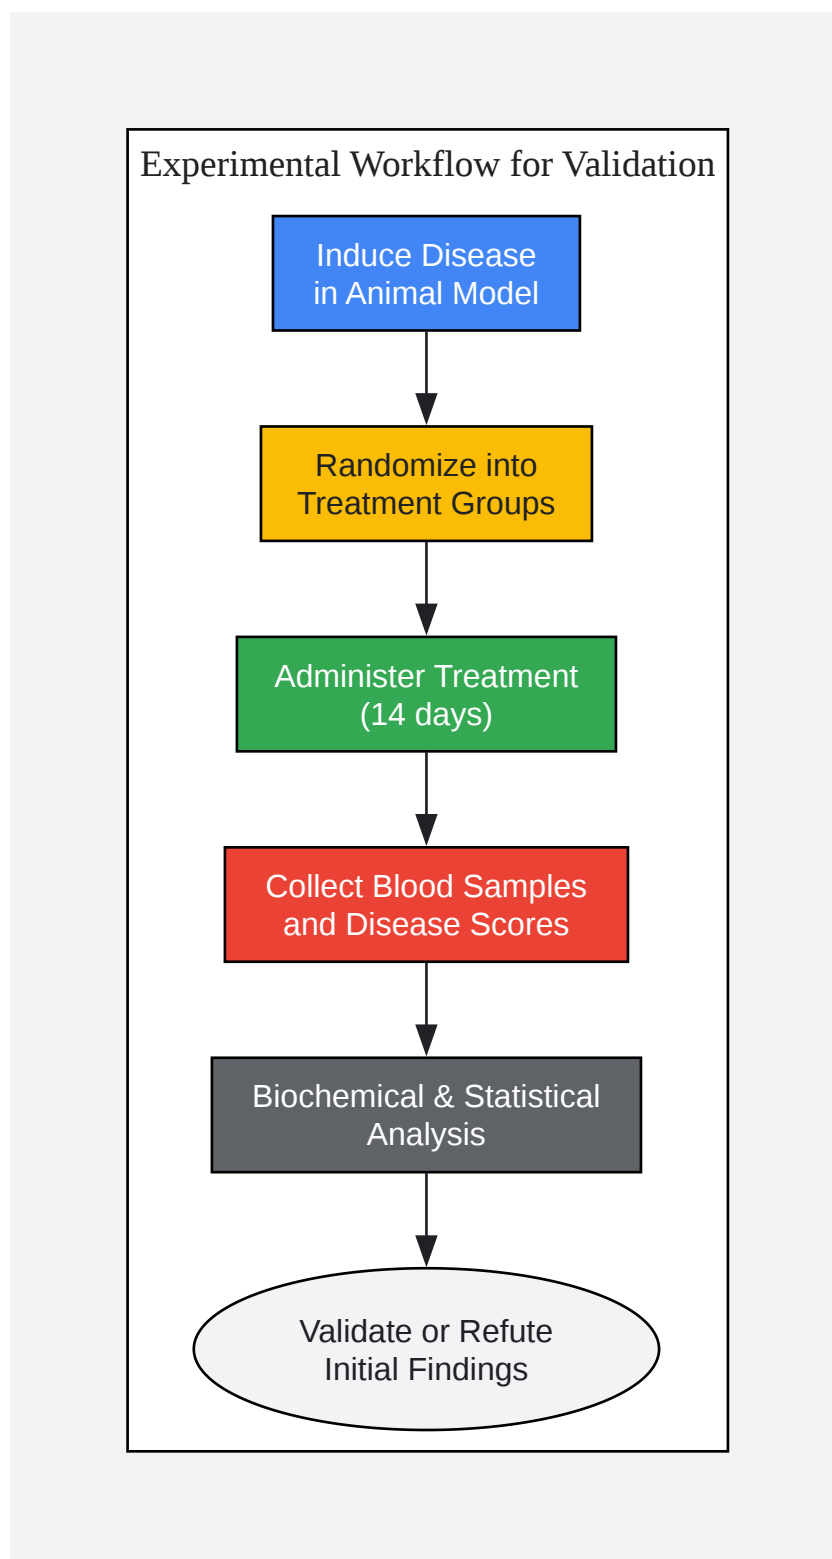 Experimental Workflow for Validation
Induce Disease
in Animal Model
Randomize into
Treatment Groups
Administer Treatment
(14 days)
Collect Blood Samples
and Disease Scores
Biochemical & Statistical
Analysis
Validate or Refute
Initial Findings